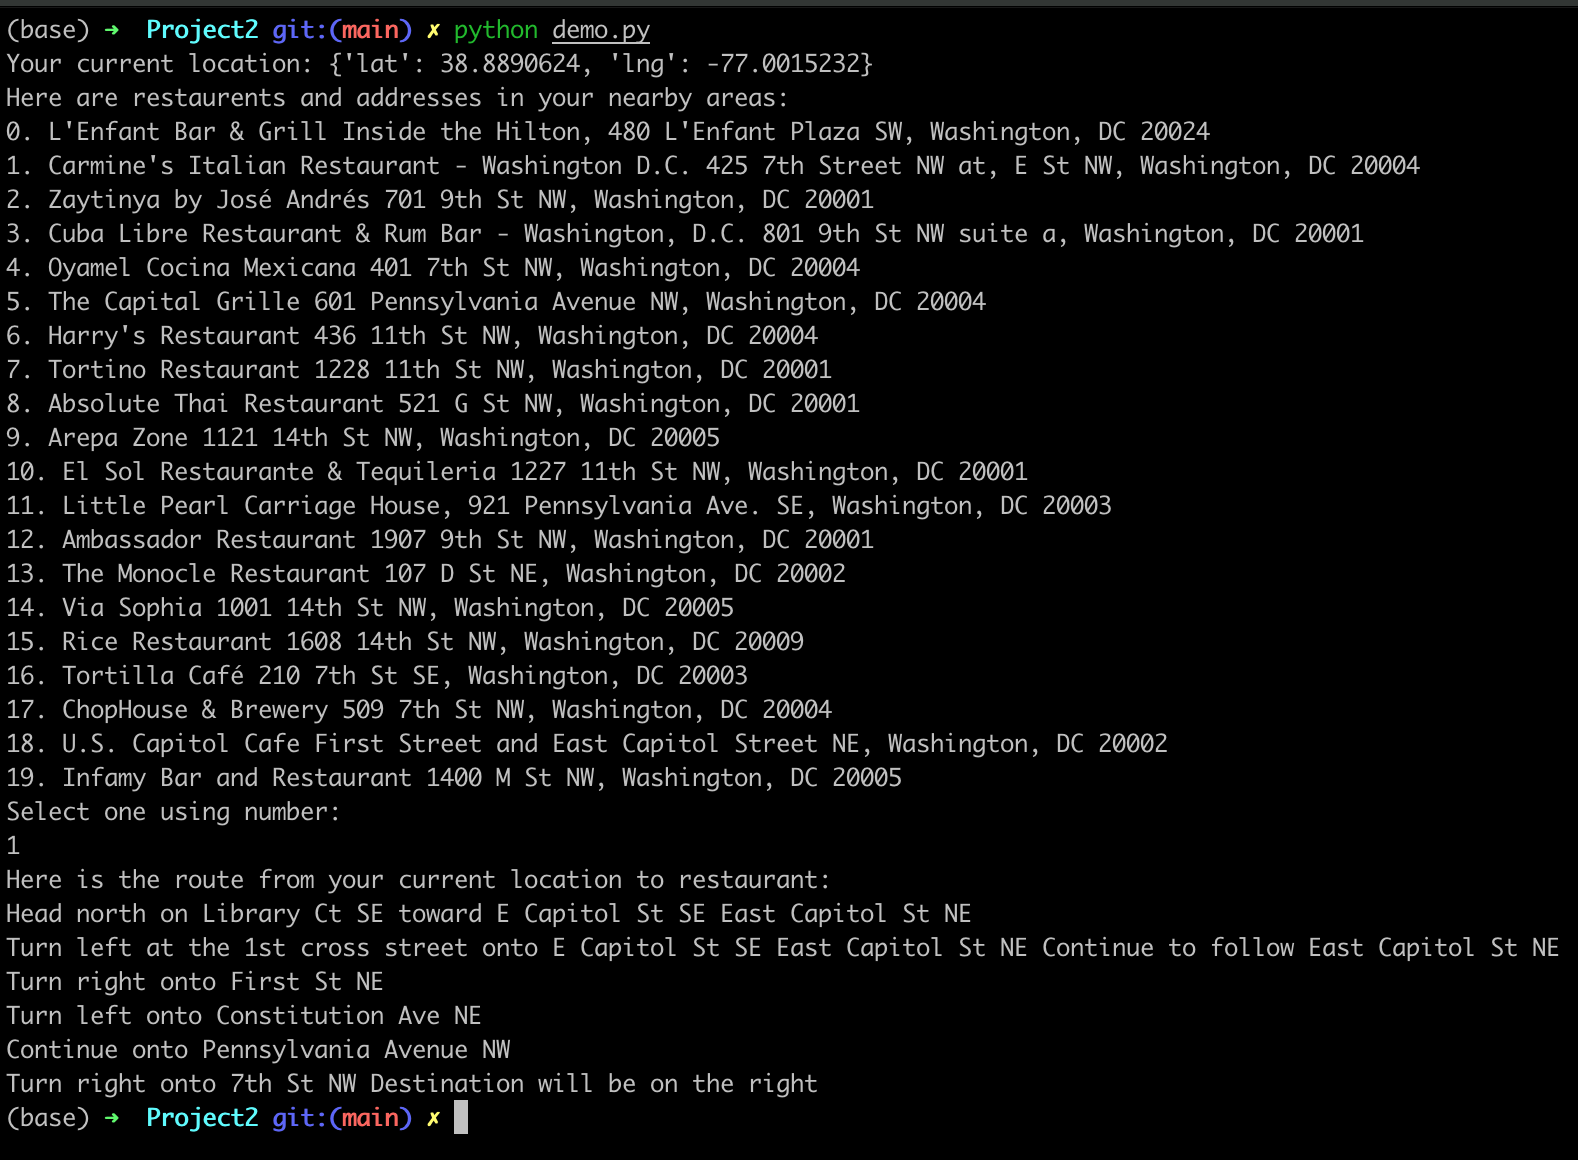 (base) ➜  Project2 git:(main) ✗ python demo.py
Your current location: {'lat': 38.8890624, 'lng': -77.0015232}
Here are restaurents and addresses in your nearby areas:
0. L'Enfant Bar & Grill Inside the Hilton, 480 L'Enfant Plaza SW, Washington, DC 20024
1. Carmine's Italian Restaurant - Washington D.C. 425 7th Street NW at, E St NW, Washington, DC 20004
2. Zaytinya by José Andrés 701 9th St NW, Washington, DC 20001
3. Cuba Libre Restaurant & Rum Bar - Washington, D.C. 801 9th St NW suite a, Washington, DC 20001
4. Oyamel Cocina Mexicana 401 7th St NW, Washington, DC 20004
5. The Capital Grille 601 Pennsylvania Avenue NW, Washington, DC 20004
6. Harry's Restaurant 436 11th St NW, Washington, DC 20004
7. Tortino Restaurant 1228 11th St NW, Washington, DC 20001
8. Absolute Thai Restaurant 521 G St NW, Washington, DC 20001
9. Arepa Zone 1121 14th St NW, Washington, DC 20005
10. El Sol Restaurante & Tequileria 1227 11th St NW, Washington, DC 20001
11. Little Pearl Carriage House, 921 Pennsylvania Ave. SE, Washington, DC 20003
12. Ambassador Restaurant 1907 9th St NW, Washington, DC 20001
13. The Monocle Restaurant 107 D St NE, Washington, DC 20002
14. Via Sophia 1001 14th St NW, Washington, DC 20005
15. Rice Restaurant 1608 14th St NW, Washington, DC 20009
16. Tortilla Café 210 7th St SE, Washington, DC 20003
17. ChopHouse & Brewery 509 7th St NW, Washington, DC 20004
18. U.S. Capitol Cafe First Street and East Capitol Street NE, Washington, DC 20002
19. Infamy Bar and Restaurant 1400 M St NW, Washington, DC 20005
Select one using number:
1
Here is the route from your current location to restaurant:
Head north on Library Ct SE toward E Capitol St SE East Capitol St NE
Turn left at the 1st cross street onto E Capitol St SE East Capitol St NE Continue to follow East Capitol St NE
Turn right onto First St NE
Turn left onto Constitution Ave NE
Continue onto Pennsylvania Avenue NW
Turn right onto 7th St NW Destination will be on the right
(base) ➜  Project2 git:(main) ✗